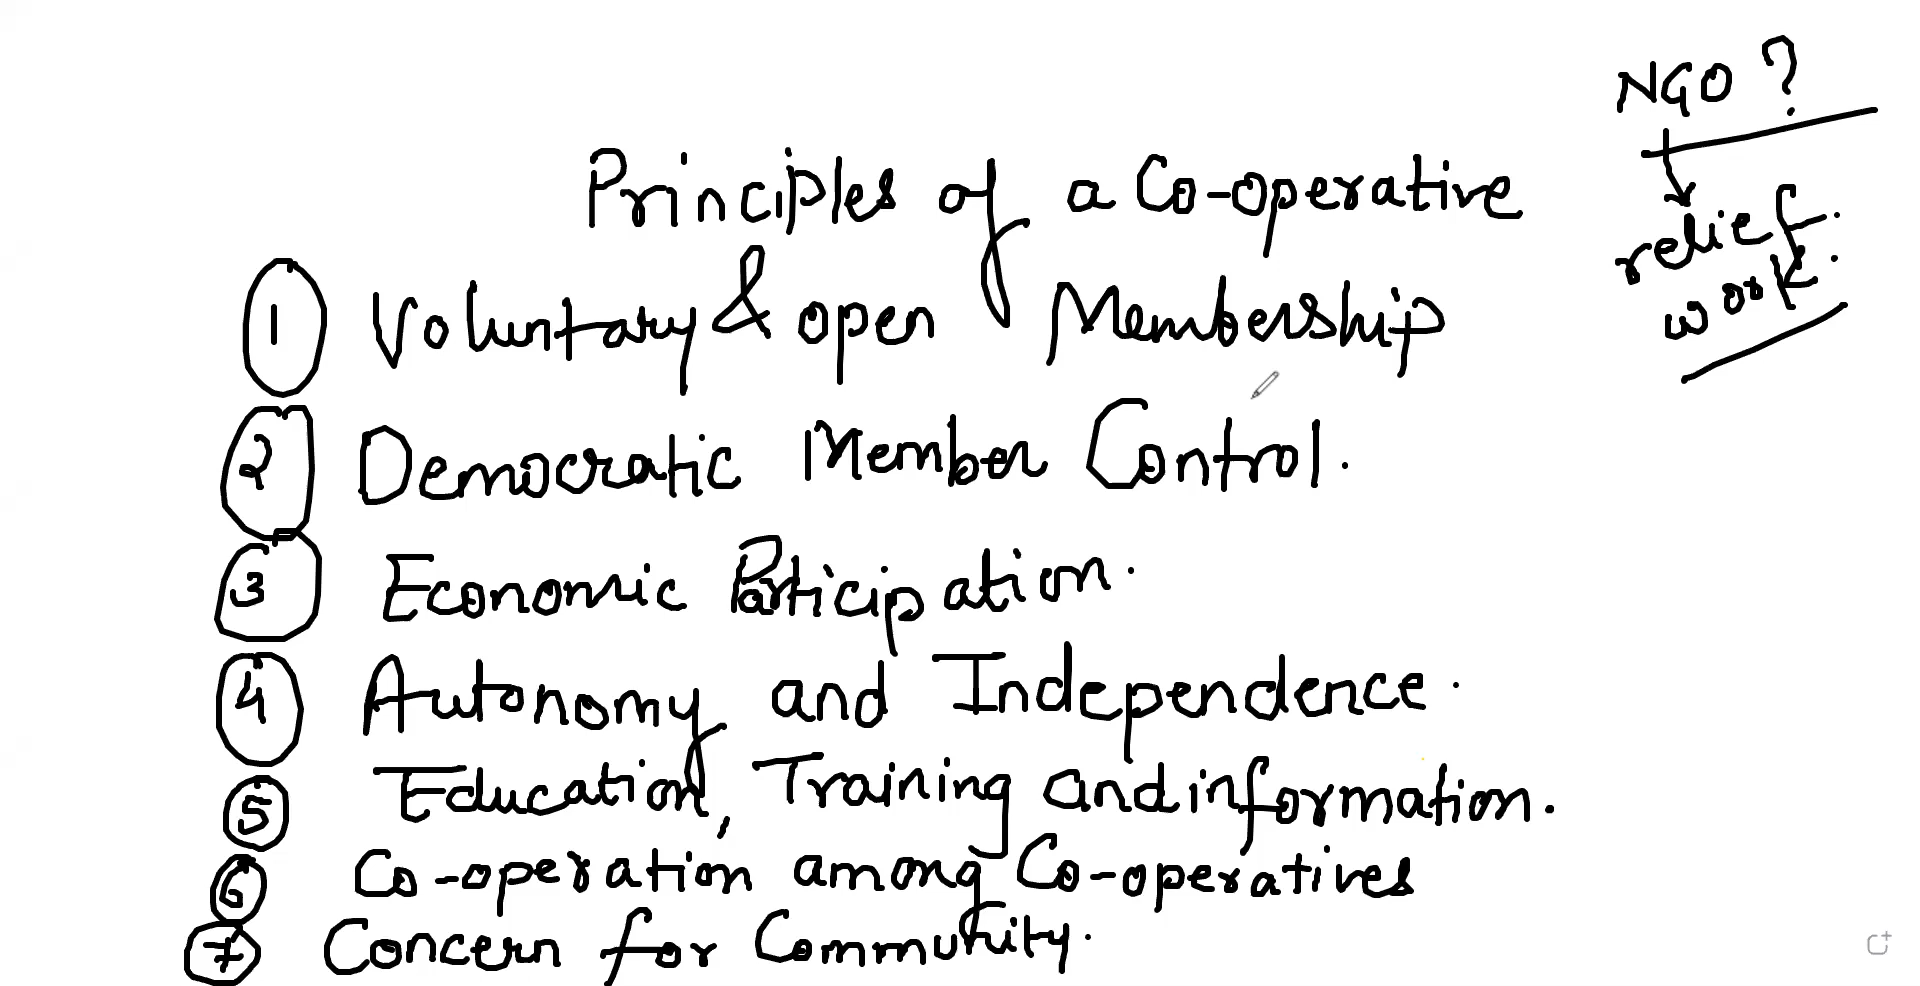 NGO ?
relief.
work.
Principles of a Co-operative
1 Voluntary & open Membership
2 Democratic Member Control.
3 Economic Participation.
4 Autonomy and Independence.
5 Education, Training and information.
6 Co-operation among Co-operatives
7 Concern for Community.